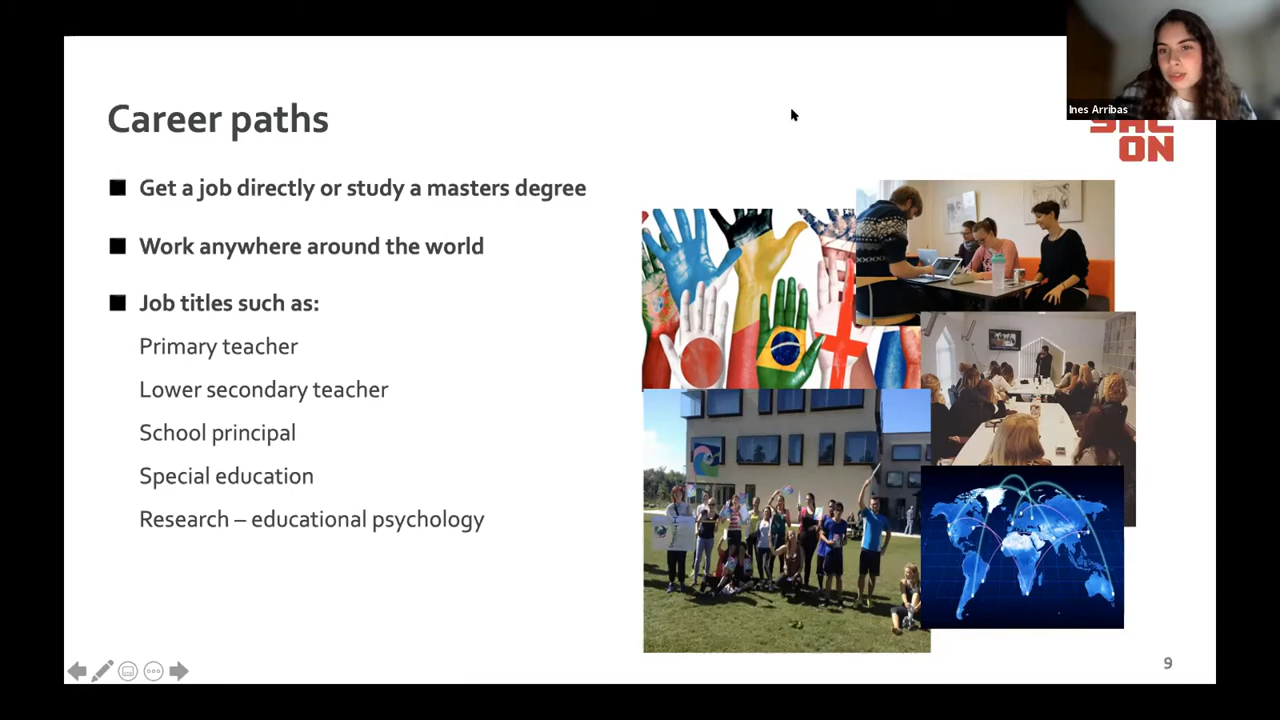 Ines Arribas
Career paths
ON
Get a job directly or study a masters degree
Work anywhere around the world
Job titles such as:
Primary teacher
Lower secondary teacher
School principal
Special education
Research – educational psychology
9